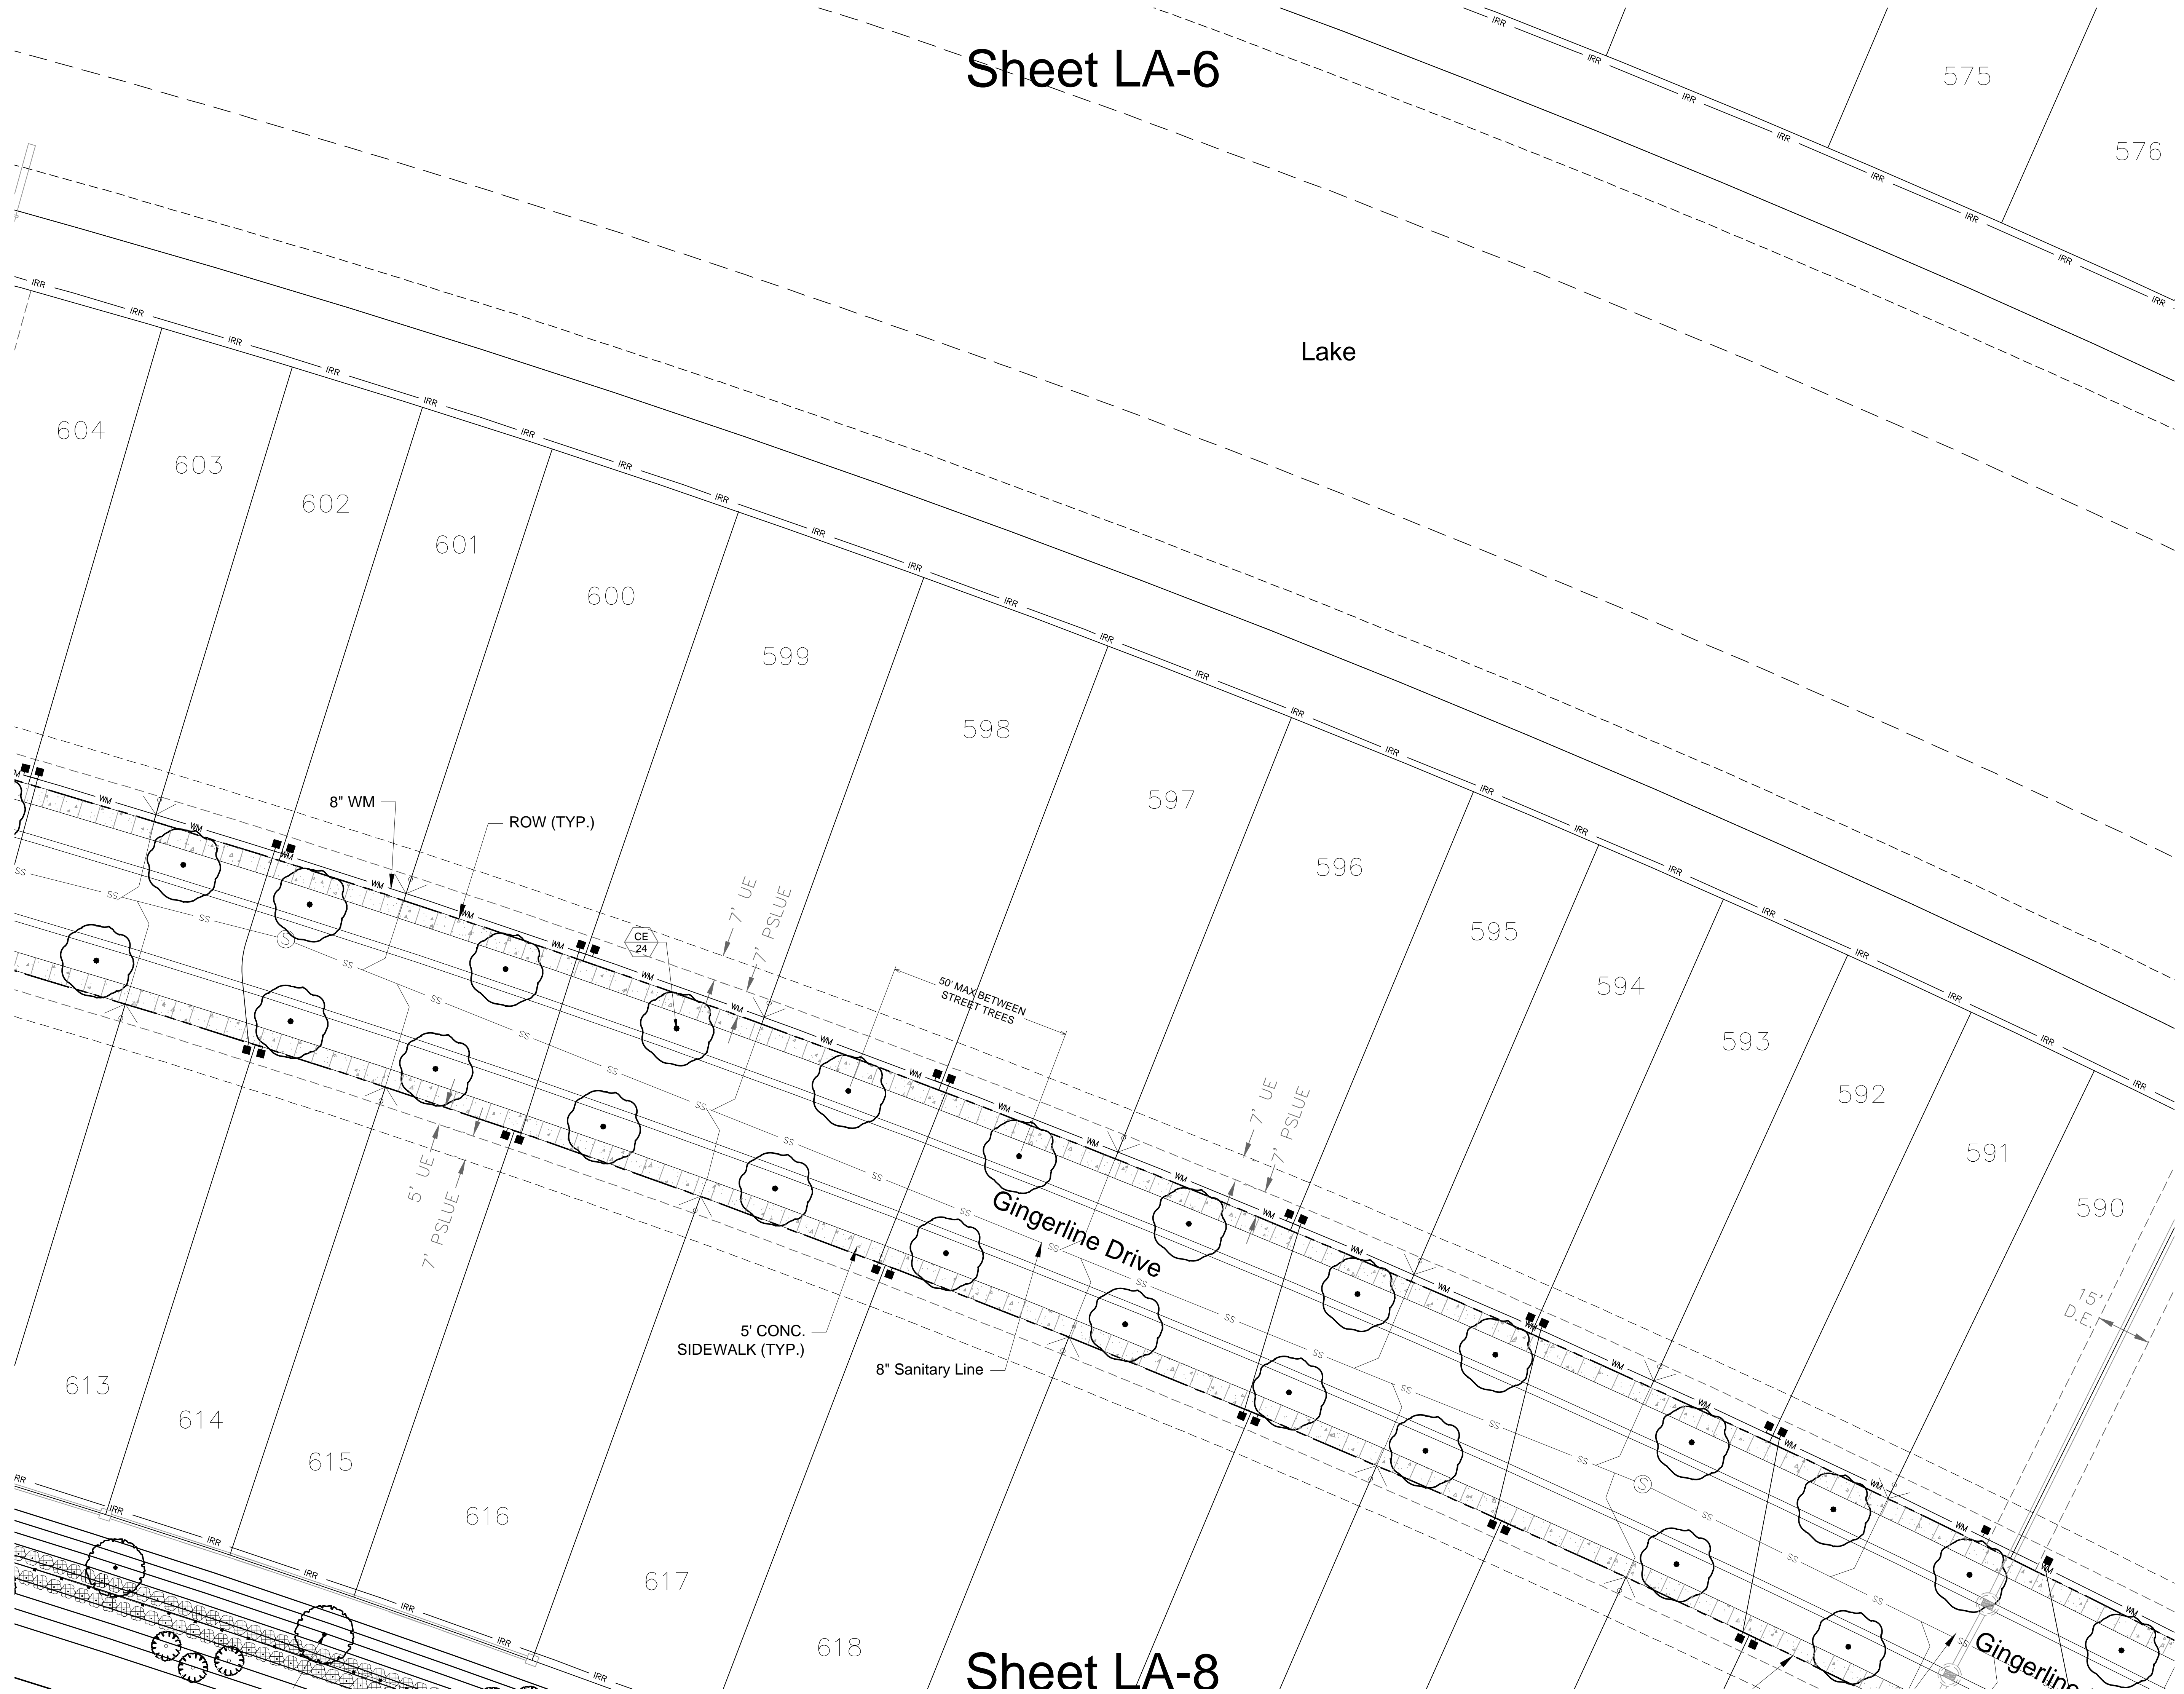 Sheet LA-6
575
576
Lake
604
603
602
601
600
599
598
597
596
595
594
593
592
591
590
8" WM
ROW (TYP.)
CE
24
7' UE
7' PSLUE
50' MAX BETWEEN
STREET TREES
7' UE
7' PSLUE
5' UE
7' PSLUE
Gingerline Drive
5' CONC.
SIDEWALK (TYP.)
8" Sanitary Line
15'
D.E.
613
614
615
616
617
618
Sheet LA-8
IRR
WM
SS
S